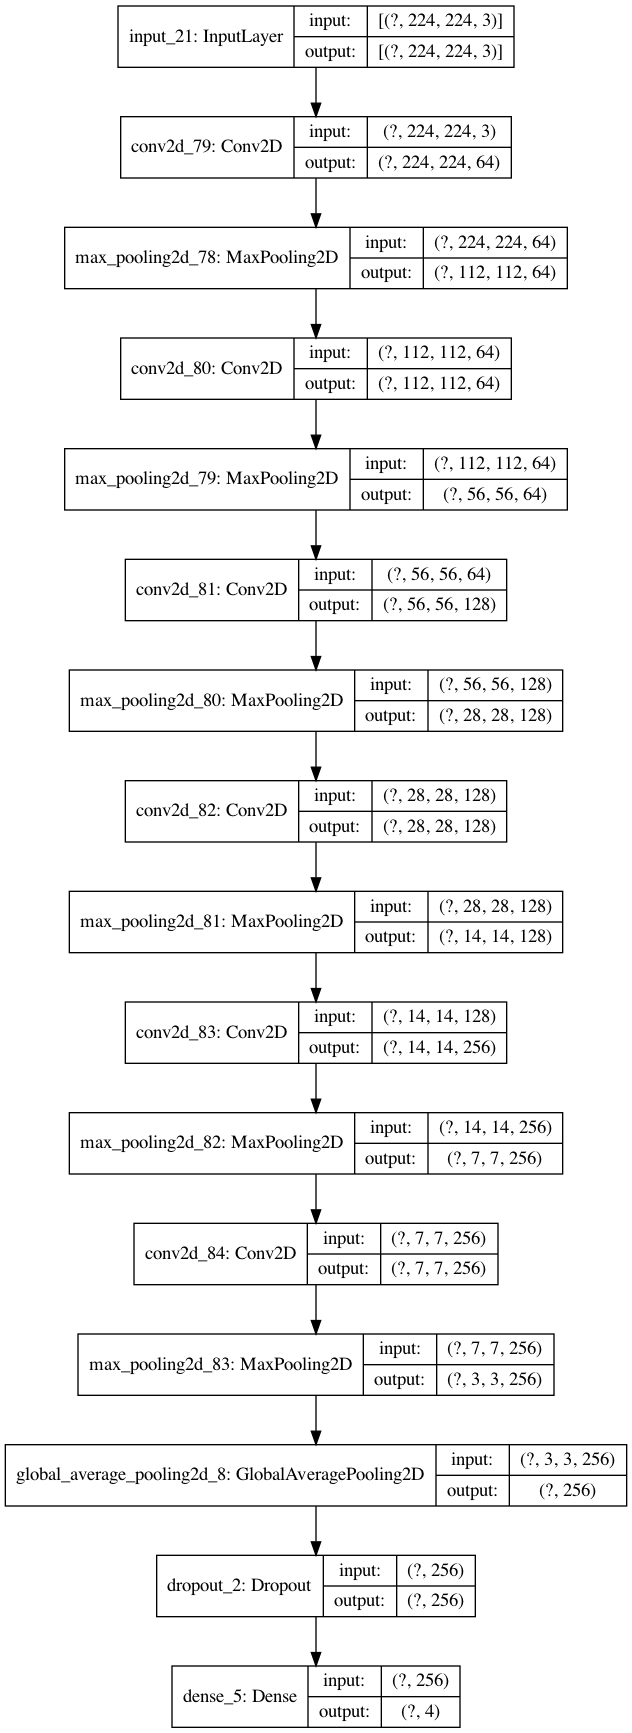 input_21: InputLayer
input: [(?, 224, 224, 3)]
output: [(?, 224, 224, 3)]
conv2d_79: Conv2D
input: (?, 224, 224, 3)
output: (?, 224, 224, 64)
max_pooling2d_78: MaxPooling2D
input: (?, 224, 224, 64)
output: (?, 112, 112, 64)
conv2d_80: Conv2D
input: (?, 112, 112, 64)
output: (?, 112, 112, 64)
max_pooling2d_79: MaxPooling2D
input: (?, 112, 112, 64)
output: (?, 56, 56, 64)
conv2d_81: Conv2D
input: (?, 56, 56, 64)
output: (?, 56, 56, 128)
max_pooling2d_80: MaxPooling2D
input: (?, 56, 56, 128)
output: (?, 28, 28, 128)
conv2d_82: Conv2D
input: (?, 28, 28, 128)
output: (?, 28, 28, 128)
max_pooling2d_81: MaxPooling2D
input: (?, 28, 28, 128)
output: (?, 14, 14, 128)
conv2d_83: Conv2D
input: (?, 14, 14, 128)
output: (?, 14, 14, 256)
max_pooling2d_82: MaxPooling2D
input: (?, 14, 14, 256)
output: (?, 7, 7, 256)
conv2d_84: Conv2D
input: (?, 7, 7, 256)
output: (?, 7, 7, 256)
max_pooling2d_83: MaxPooling2D
input: (?, 7, 7, 256)
output: (?, 3, 3, 256)
global_average_pooling2d_8: GlobalAveragePooling2D
input: (?, 3, 3, 256)
output: (?, 256)
dropout_2: Dropout
input: (?, 256)
output: (?, 256)
dense_5: Dense
input: (?, 256)
output: (?, 4)